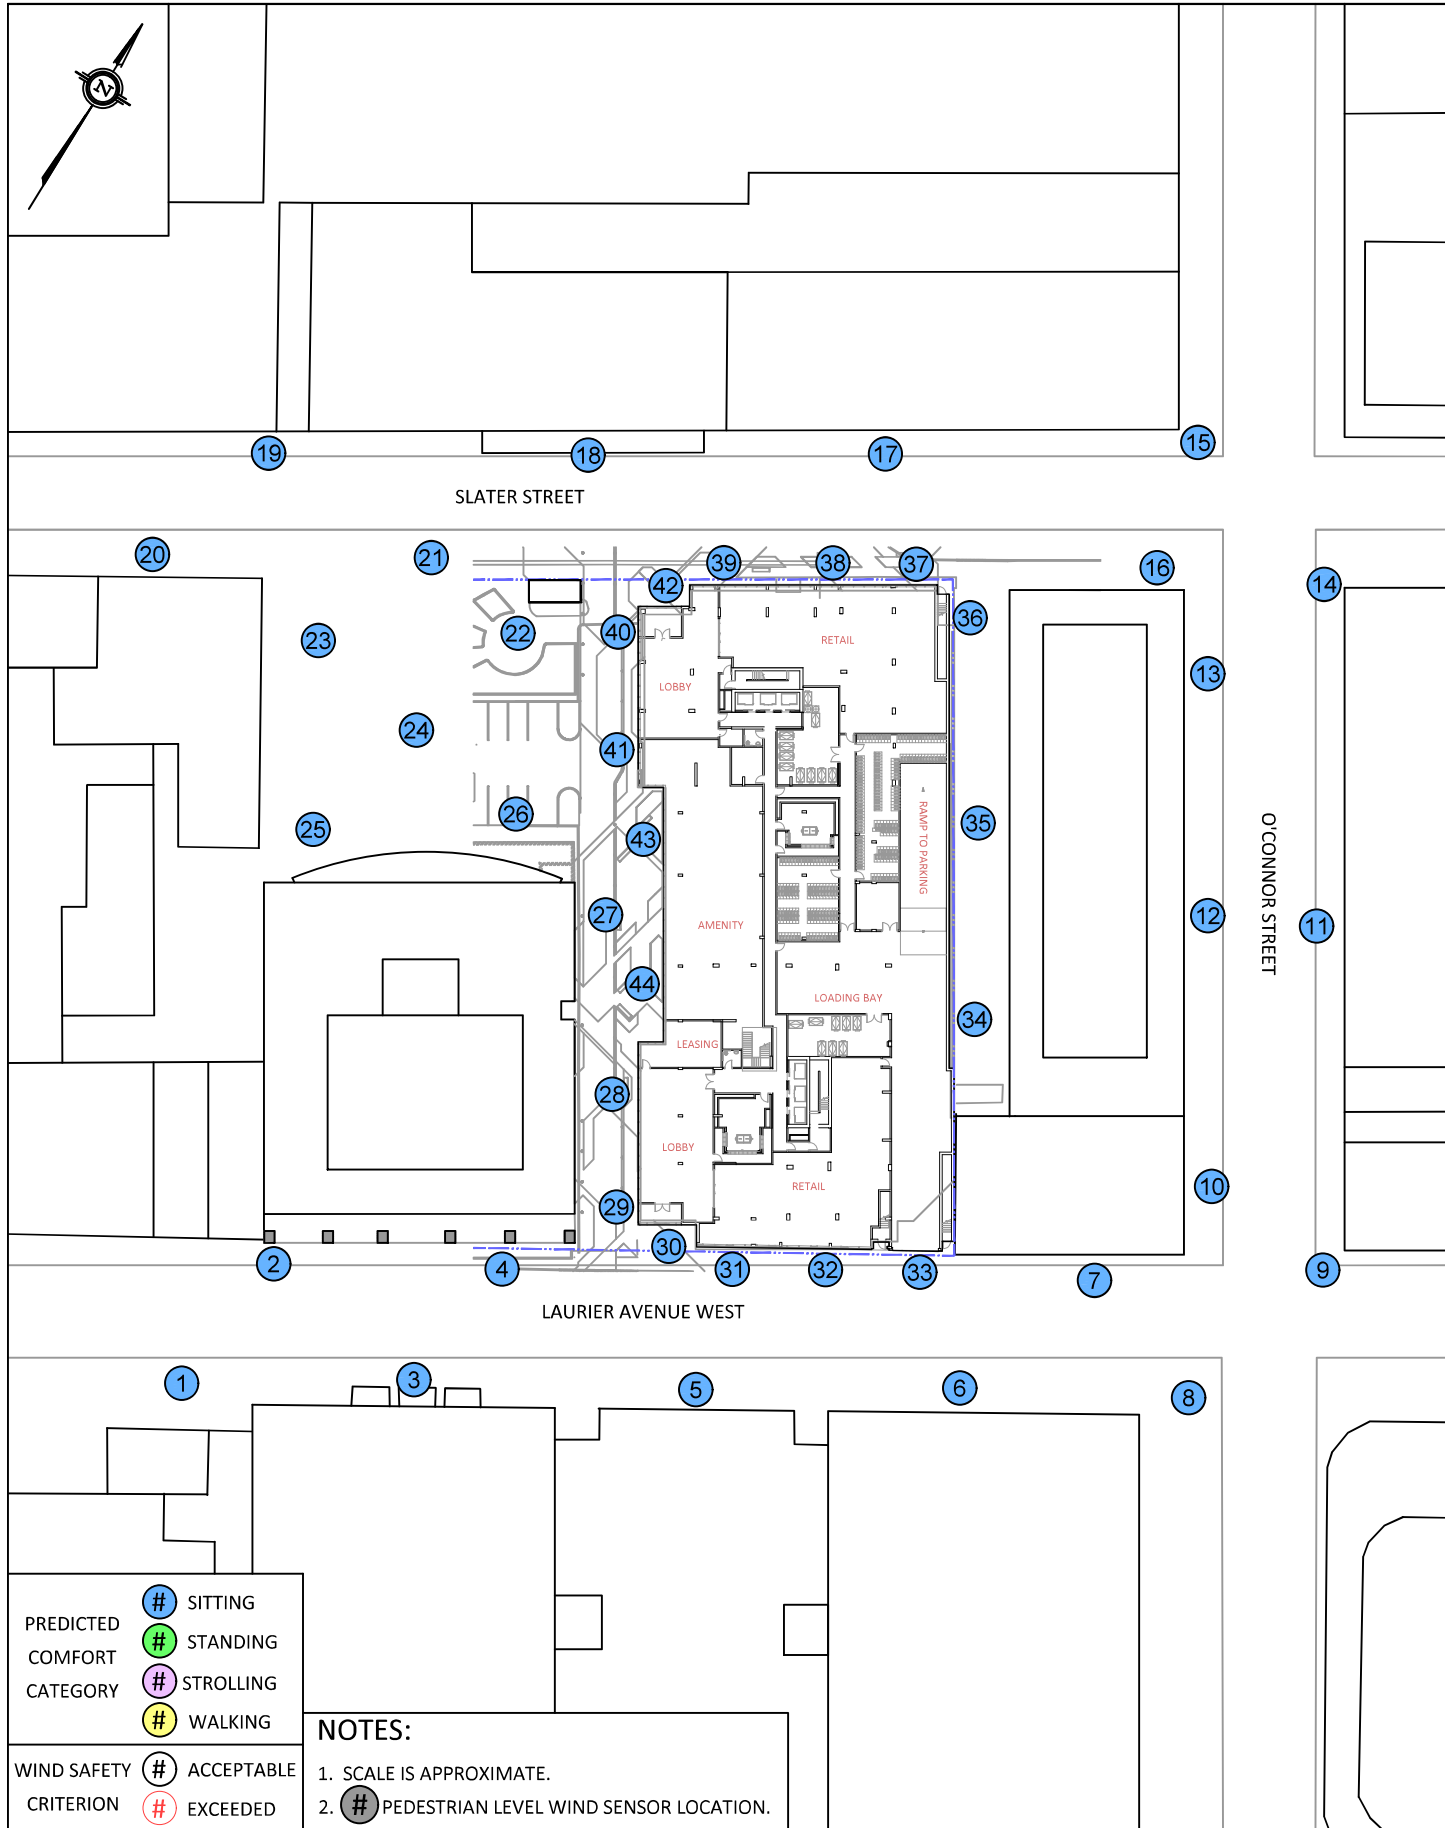 N
19
18
17
15
SLATER STREET
20
21
39
38
37
16
42
14
23
22
40
RETAIL
36
LOBBY
13
24
41
26
25
43
RAMP TO PARKING
35
27
AMENITY
12
11
O'CONNOR STREET
44
LOADING BAY
34
LEASING
28
LOBBY
RETAIL
10
29
30
2
4
31
32
33
7
9
LAURIER AVENUE WEST
1
3
5
6
8
PREDICTED
COMFORT
CATEGORY
# SITTING
# STANDING
# STROLLING
# WALKING
WIND SAFETY
CRITERION
# ACCEPTABLE
# EXCEEDED
NOTES:
1. SCALE IS APPROXIMATE.
2. # PEDESTRIAN LEVEL WIND SENSOR LOCATION.